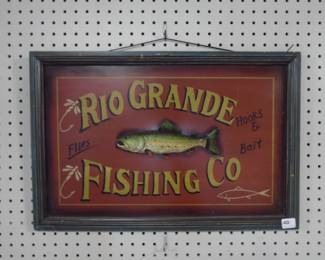 RIO GRANDE
Hooks
&
Flies
Bait
FISHING CO